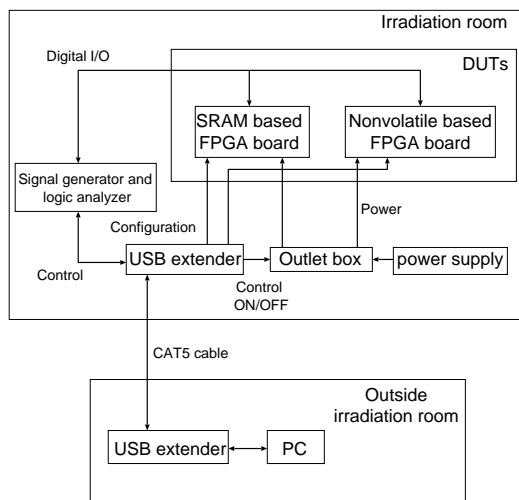 Irradiation room
Digital I/O
DUTs
SRAM based
FPGA board
Nonvolatile based
FPGA board
Signal generator and
logic analyzer
Configuration
Power
Control
USB extender
Outlet box
power supply
Control
ON/OFF
CAT5 cable
Outside
irradiation room
USB extender
PC